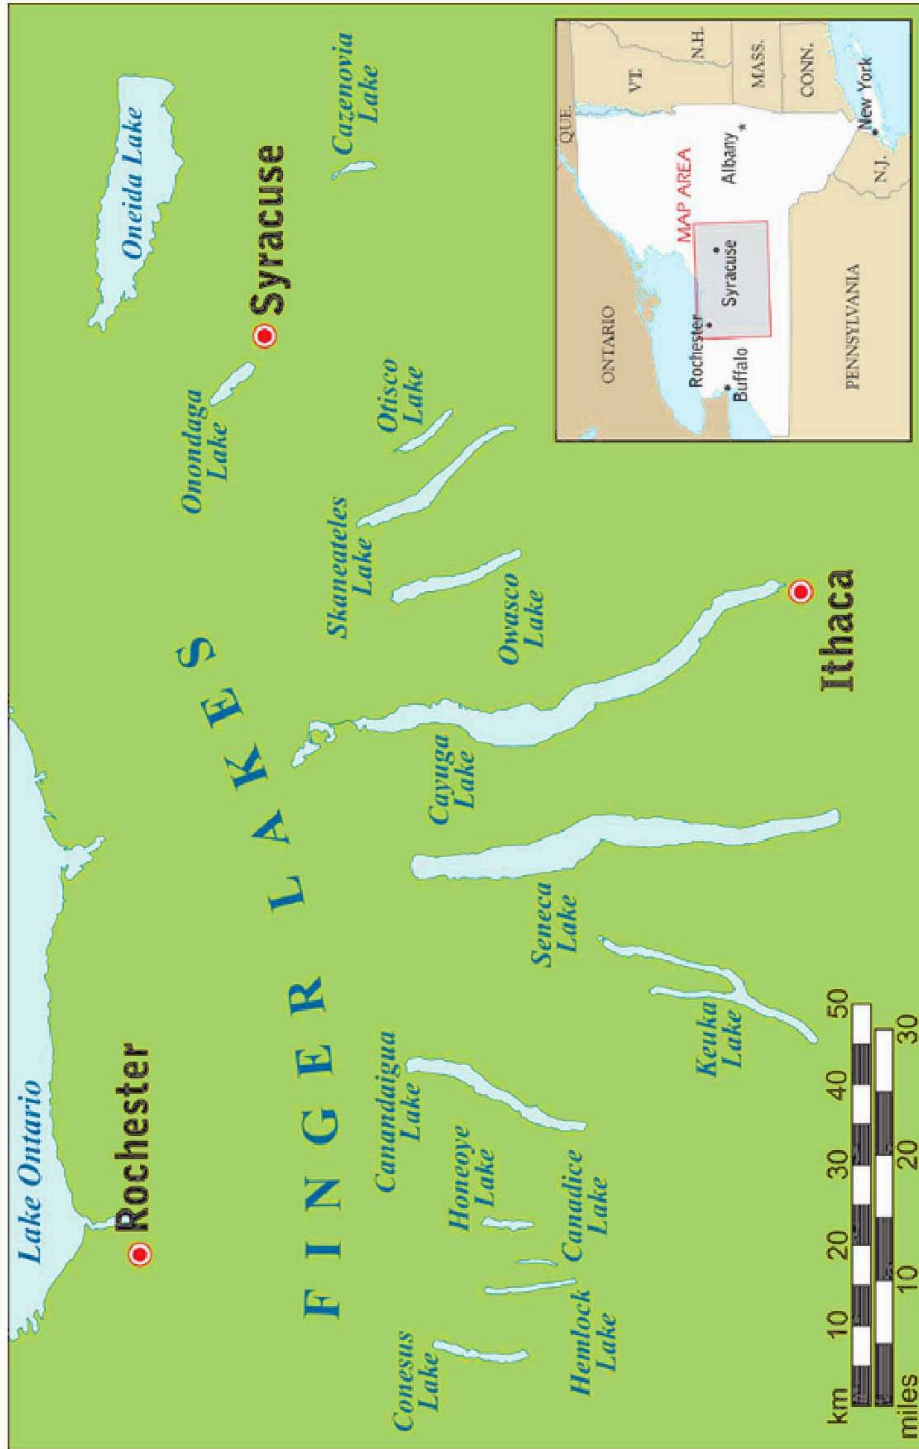 Lake Ontario
Oneida Lake
Rochester
Onondaga
Lake
Syracuse
Cazenovia
Lake
FINGER LAKES
Conesus
Lake
Hemlock
Lake
Canadice
Lake
Honeoye
Lake
Canandaigua
Lake
Keuka
Lake
Seneca
Lake
Cayuga
Lake
Owasco
Lake
Skaneateles
Lake
Otisco
Lake
Ithaca
km 10 20 30 40 50
miles 10 20 30
ONTARIO
QUE.
VT.
N.H.
MASS.
CONN.
MAP AREA
Rochester
Syracuse
Buffalo
Albany
New York
N.J.
PENNSYLVANIA